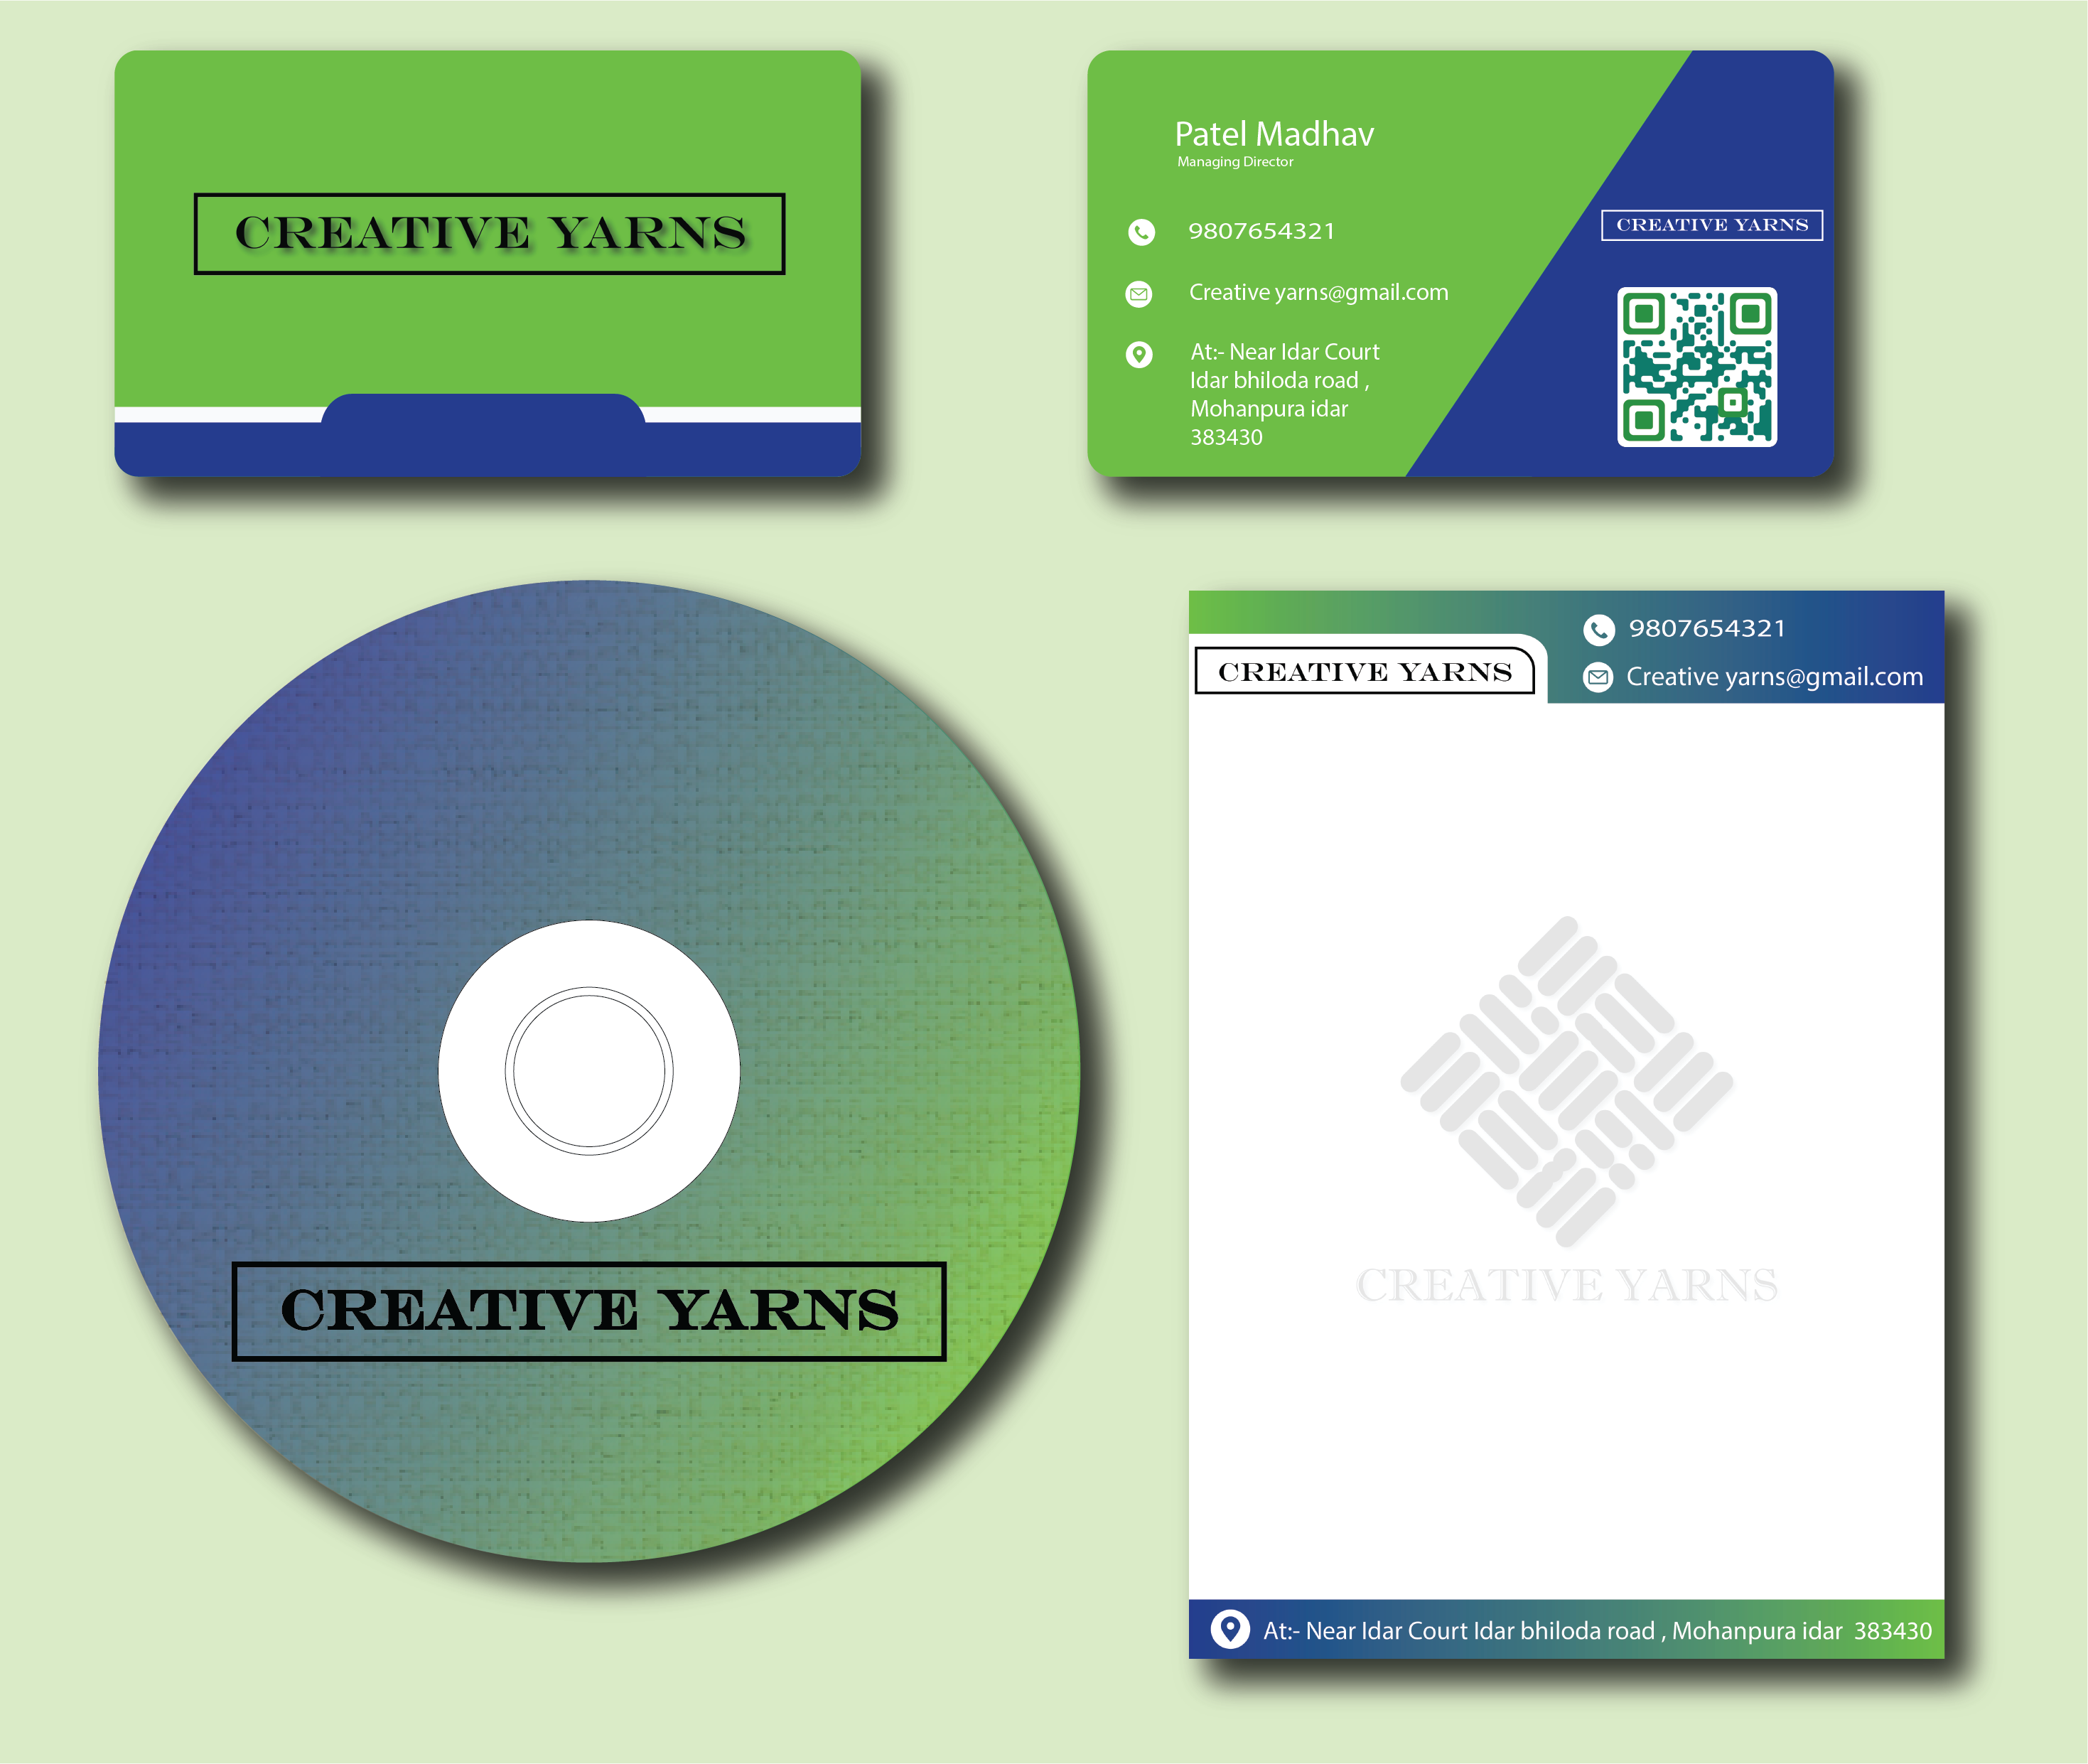 CREATIVE YARNS
Patel Madhav
Managing Director
9807654321
Creative yarns@gmail.com
At:- Near Idar Court
Idar bhiloda road ,
Mohanpura idar
383430
CREATIVE YARNS
CREATIVE YARNS
CREATIVE YARNS
9807654321
Creative yarns@gmail.com
CREATIVE YARNS
At:- Near Idar Court Idar bhiloda road , Mohanpura idar  383430